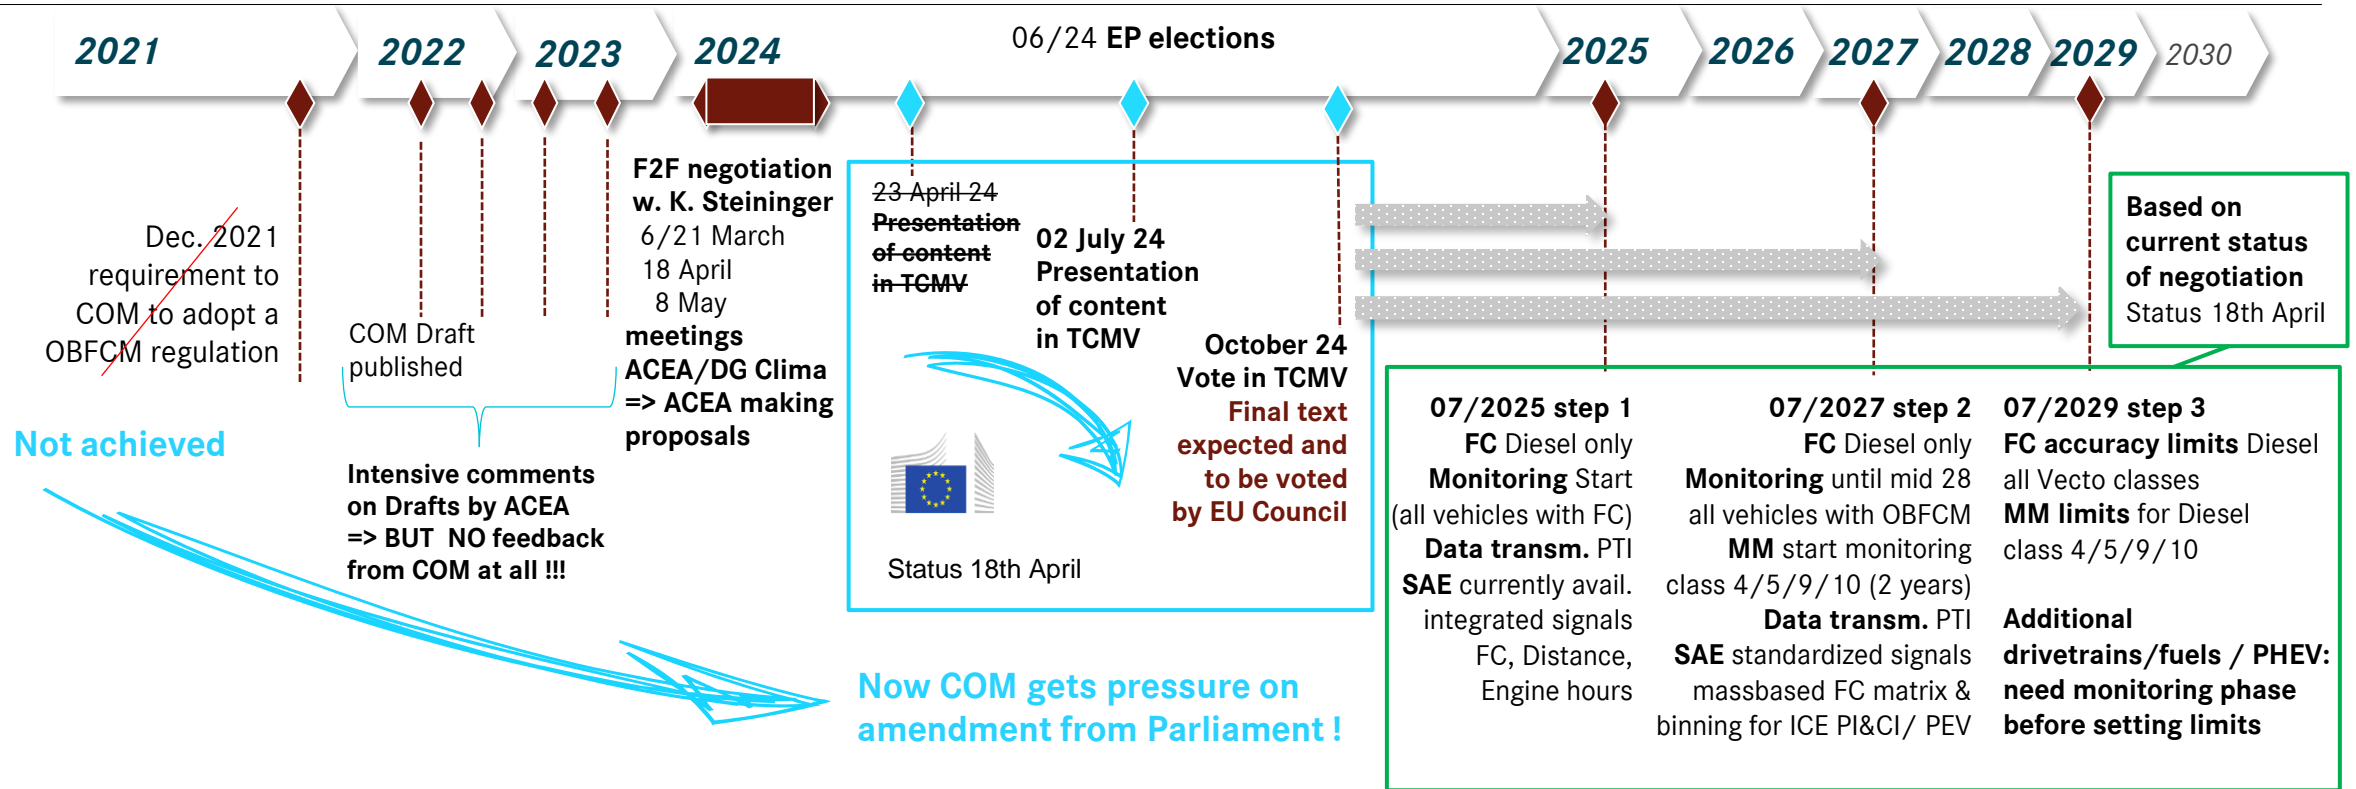 2021
2022
2023
2024
06/24 EP elections
2025
2026
2027
2028
2029
2030
Dec. 2021
requirement to
COM to adopt a
OBFCM regulation
Not achieved
COM Draft
published
Intensive comments
on Drafts by ACEA
=> BUT NO feedback
from COM at all !!!
F2F negotiation
w. K. Steininger
6/21 March
18 April
8 May
meetings
ACEA/DG Clima
=> ACEA making
proposals
23 April 24
Presentation
of content
in TCMV
02 July 24
Presentation
of content
in TCMV
October 24
Vote in TCMV
Final text
expected and
to be voted
by EU Council
Status 18th April
Now COM gets pressure on
amendment from Parliament !
Based on
current status
of negotiation
Status 18th April
07/2025 step 1
FC Diesel only
Monitoring Start
(all vehicles with FC)
Data transm. PTI
SAE currently avail.
integrated signals
FC, Distance,
Engine hours
07/2027 step 2
FC Diesel only
Monitoring until mid 28
all vehicles with OBFCM
MM start monitoring
class 4/5/9/10 (2 years)
Data transm. PTI
SAE standardized signals
massbased FC matrix &
binning for ICE PI&CI/ PEV
07/2029 step 3
FC accuracy limits Diesel
all Vecto classes
MM limits for Diesel
class 4/5/9/10
Additional
drivetrains/fuels / PHEV:
need monitoring phase
before setting limits